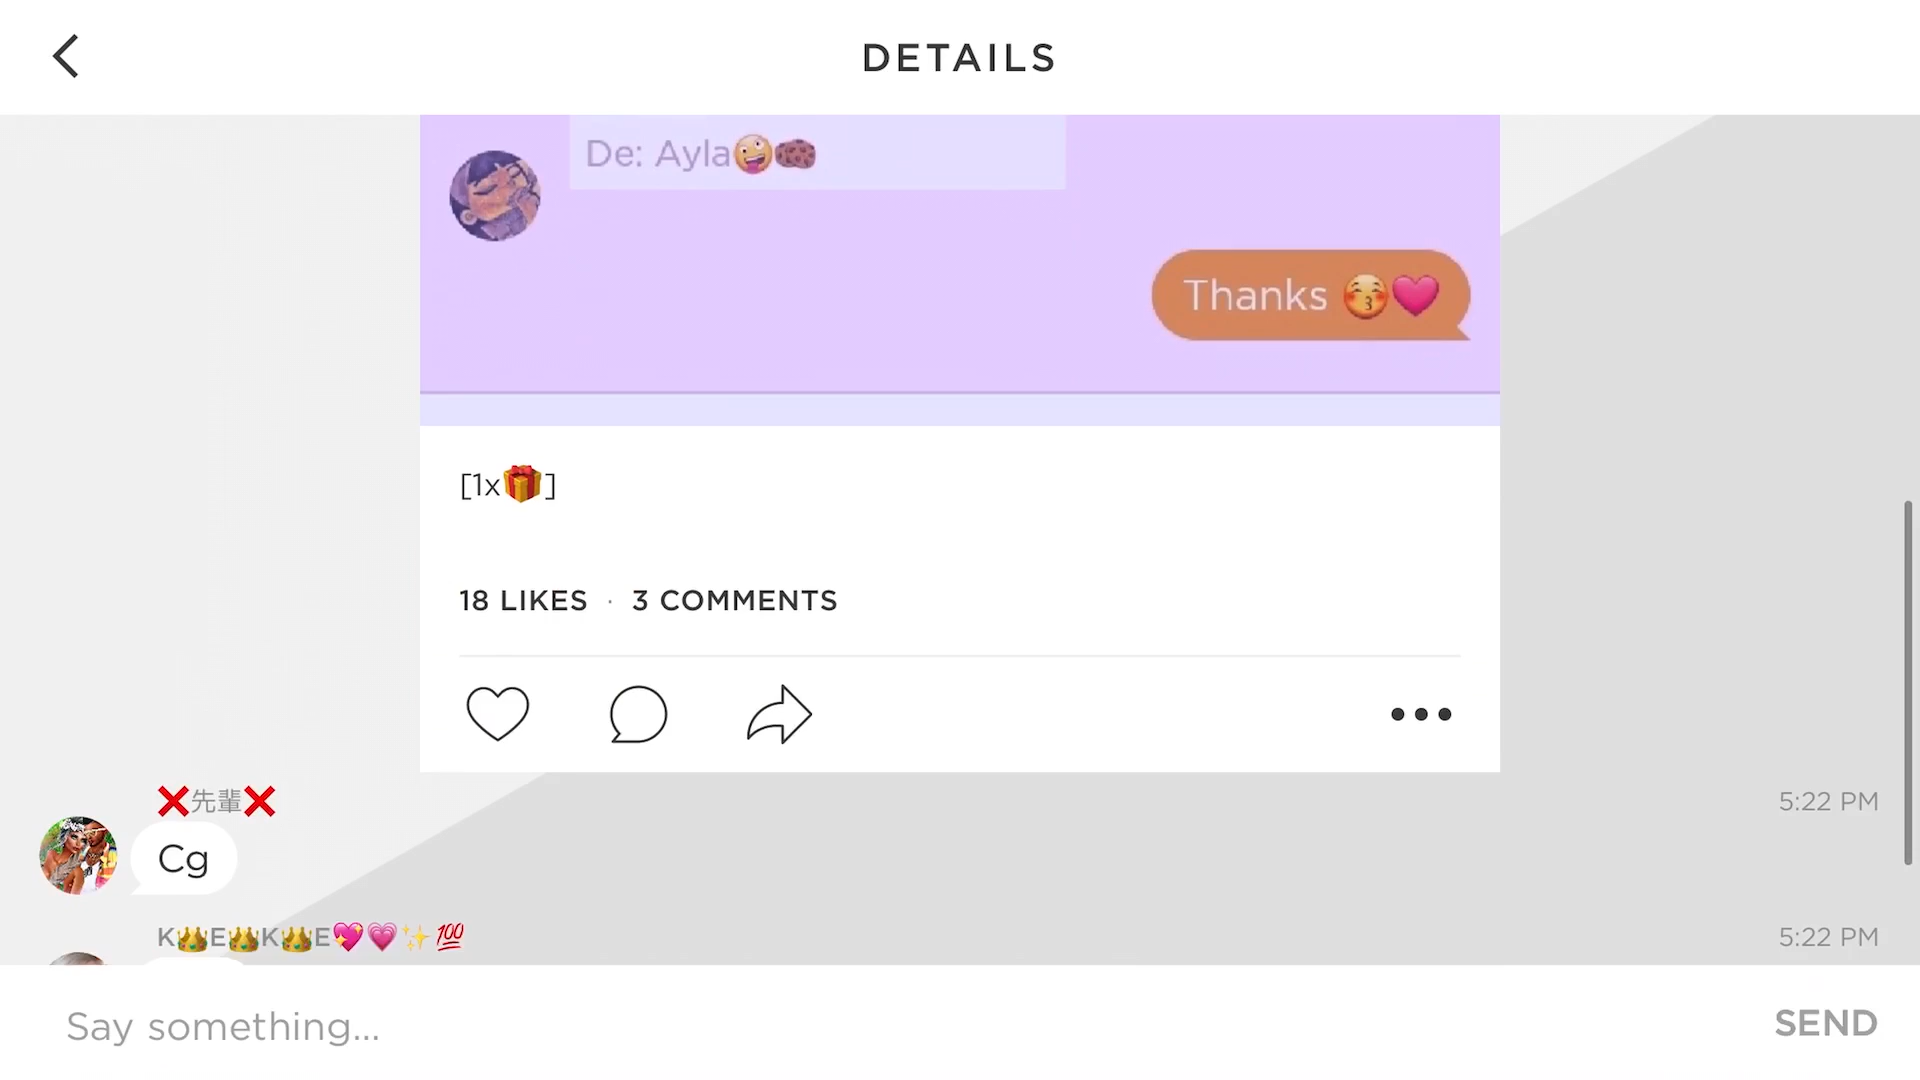 DETAILS
De: Ayla🤪🍪
Thanks 😚💗
[1x🎁]
18 LIKES · 3 COMMENTS
❌先輩❌
5:22 PM
Cg
K👑E👑K👑E💖💗✨💯
5:22 PM
Say something...
SEND